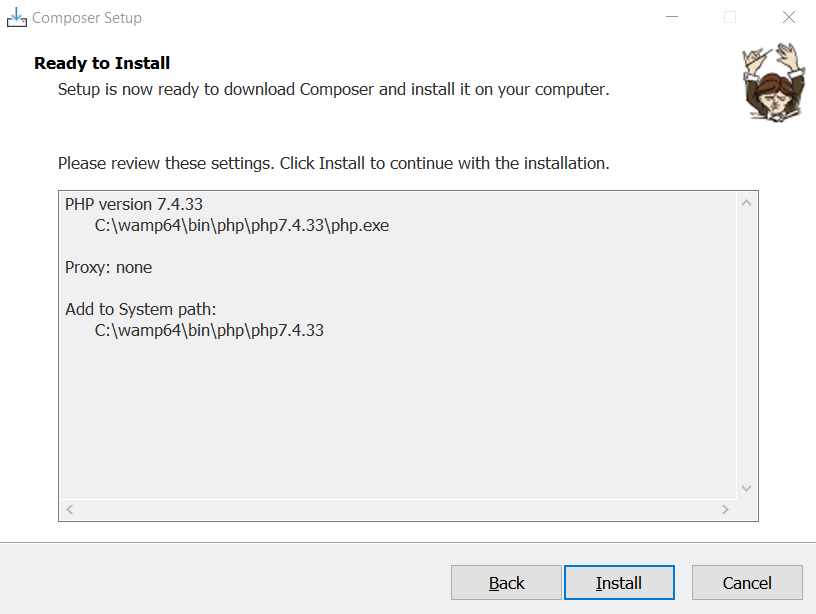 Composer Setup
Ready to Install
Setup is now ready to download Composer and install it on your computer.
Please review these settings. Click Install to continue with the installation.
PHP version 7.4.33
C:\wamp64\bin\php\php7.4.33\php.exe
Proxy: none
Add to System path:
C:\wamp64\bin\php\php7.4.33
Back
Install
Cancel